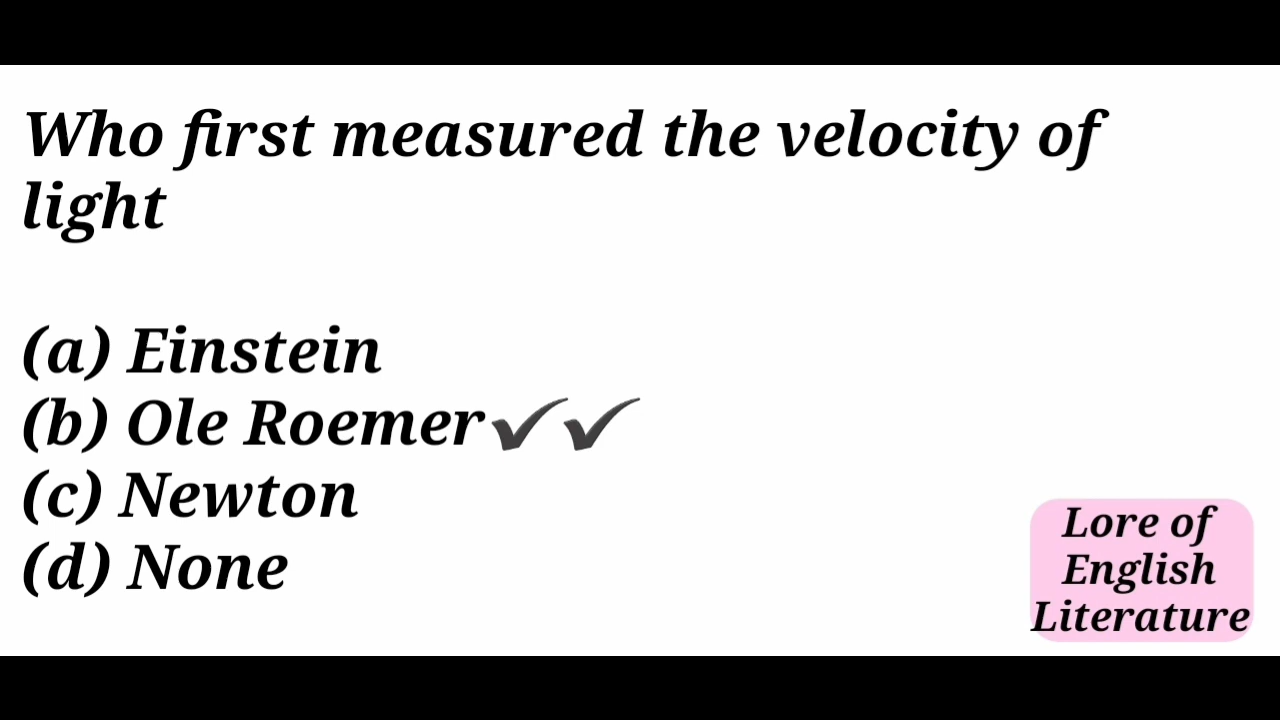 Who first measured the velocity of
light
(a) Einstein
(b) Ole Roemer✔✔
(c) Newton
(d) None
Lore of
English
Literature